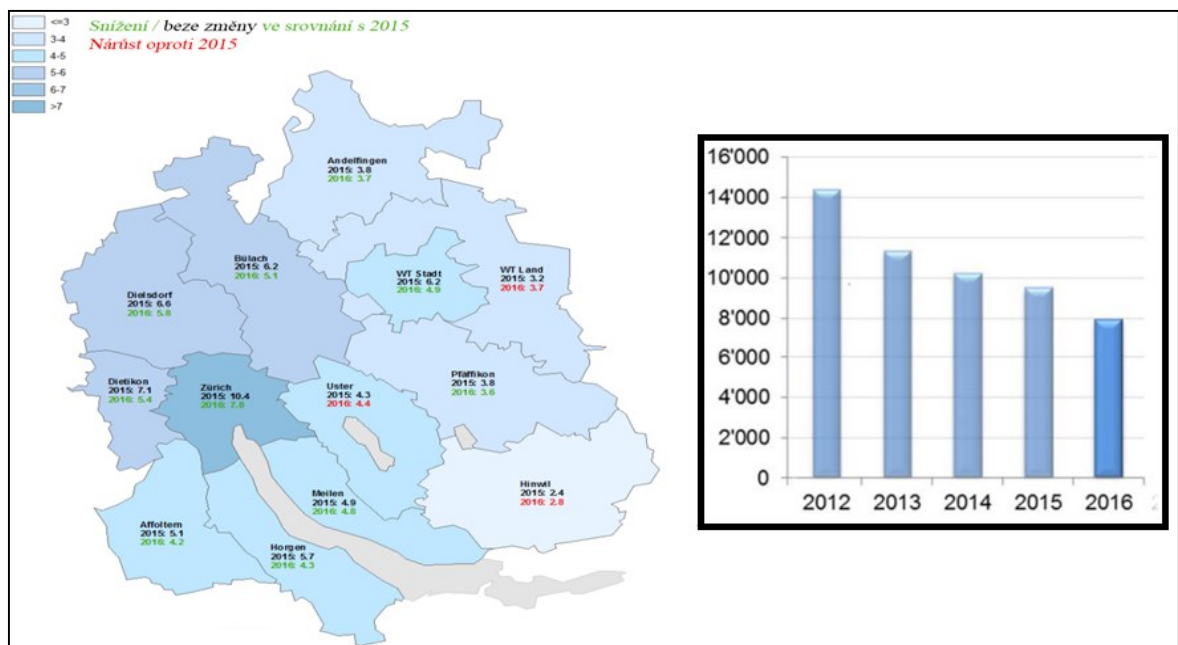 <=3
3-4
4-5
5-6
6-7
>7
Snížení / beze změny ve srovnání s 2015
Nárůst oproti 2015
Andelfingen
2015: 3.8
2016: 3.7
Bülach
2015: 6.2
2016: 5.1
WT Stadt
2015: 6.2
2016: 4.9
WT Land
2015: 3.2
2016: 3.7
Dielsdorf
2015: 6.6
2016: 5.8
Dietikon
2015: 7.1
2016: 5.4
Zürich
2015: 10.4
2016: 7.8
Uster
2015: 4.3
2016: 4.4
Pfäffikon
2015: 3.8
2016: 3.6
Hinwil
2015: 2.4
2016: 2.8
Meilen
2015: 4.9
2016: 4.8
Affoltern
2015: 5.1
2016: 4.2
Horgen
2015: 5.7
2016: 4.3
16'000
14'000
12'000
10'000
8'000
6'000
4'000
2'000
0
2012 2013 2014 2015 2016